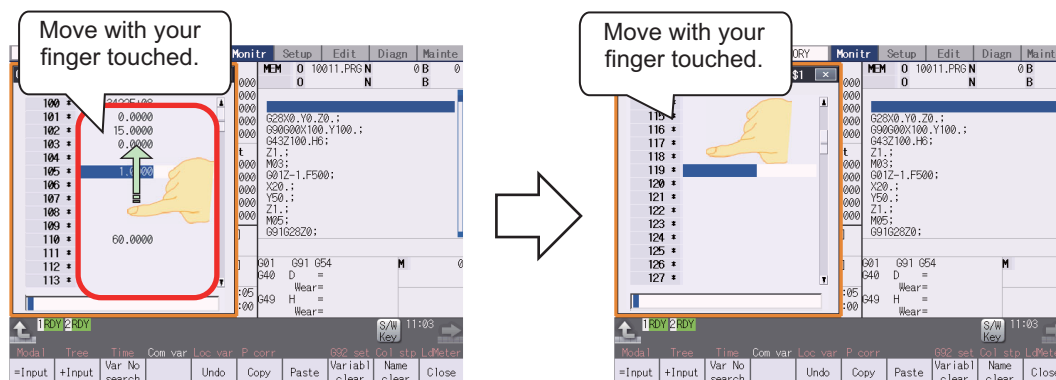 Move with your
finger touched.
Monitr Setup Edit Diagn Mainte
MEM O 10011.PRG N 0 B 0
O N B
100 *
101 * 0.0000
102 * 15.0000
103 * 0.0000
104 *
105 * 1.0000
106 *
107 *
108 *
109 *
110 * 60.0000
111 *
112 *
113 *
G28X0.Y0.Z0.;
G90G00X100.Y100.;
G43Z100.H6;
Z1.;
M03;
G01Z-1.F500;
X20.;
Y50.;
Z1.;
M05;
G91G28Z0;
G01 G91 G54 M 0
G40 D =
Wear=
G49 H =
Wear=
1RDY 2RDY
S/W
Key
11:03
Modal Tree Time Com var Loc var P corr G92 set Col stp LdMeter
=Input +Input Var No
search Undo Copy Paste Variabl
clear Name
clear Close
Move with your
finger touched.
ORY Monitr Setup Edit Diagn Maint
$1 MEM O 10011.PRG N 0 B
O N B
115 *
116 *
117 *
118 *
119 *
120 *
121 *
122 *
123 *
124 *
125 *
126 *
127 *
G28X0.Y0.Z0.;
G90G00X100.Y100.;
G43Z100.H6;
Z1.;
M03;
G01Z-1.F500;
X20.;
Y50.;
Z1.;
M05;
G91G28Z0;
G01 G91 G54 M
G40 D =
Wear=
G49 H =
Wear=
1RDY 2RDY
S/W
Key
11:03
Modal Tree Time Com var Loc var P corr G92 set Col stp LdMete
=Input +Input Var No
search Undo Copy Paste Variabl
clear Name
clear Close